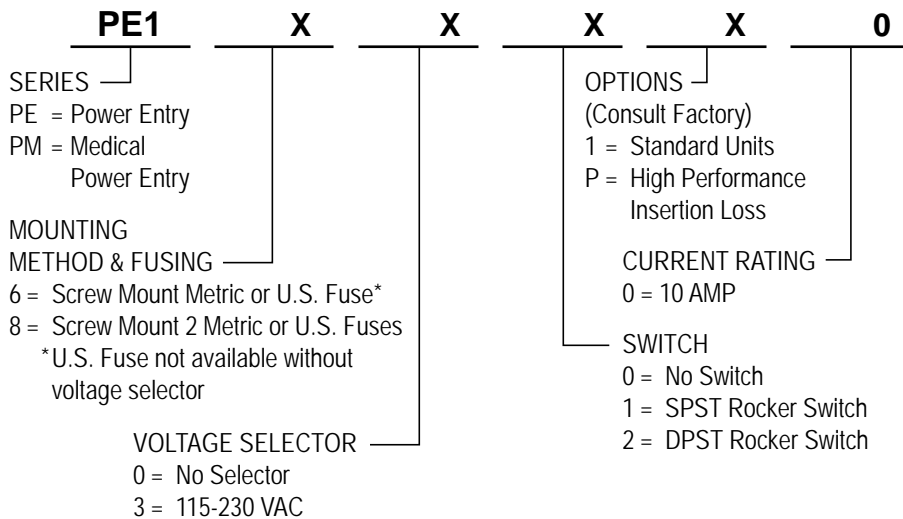 PE1 X X X X 0
SERIES
PE = Power Entry
PM = Medical
Power Entry
MOUNTING
METHOD & FUSING
6 = Screw Mount Metric or U.S. Fuse*
8 = Screw Mount 2 Metric or U.S. Fuses
*U.S. Fuse not available without
voltage selector
VOLTAGE SELECTOR
0 = No Selector
3 = 115-230 VAC
OPTIONS
(Consult Factory)
1 = Standard Units
P = High Performance
Insertion Loss
CURRENT RATING
0 = 10 AMP
SWITCH
0 = No Switch
1 = SPST Rocker Switch
2 = DPST Rocker Switch